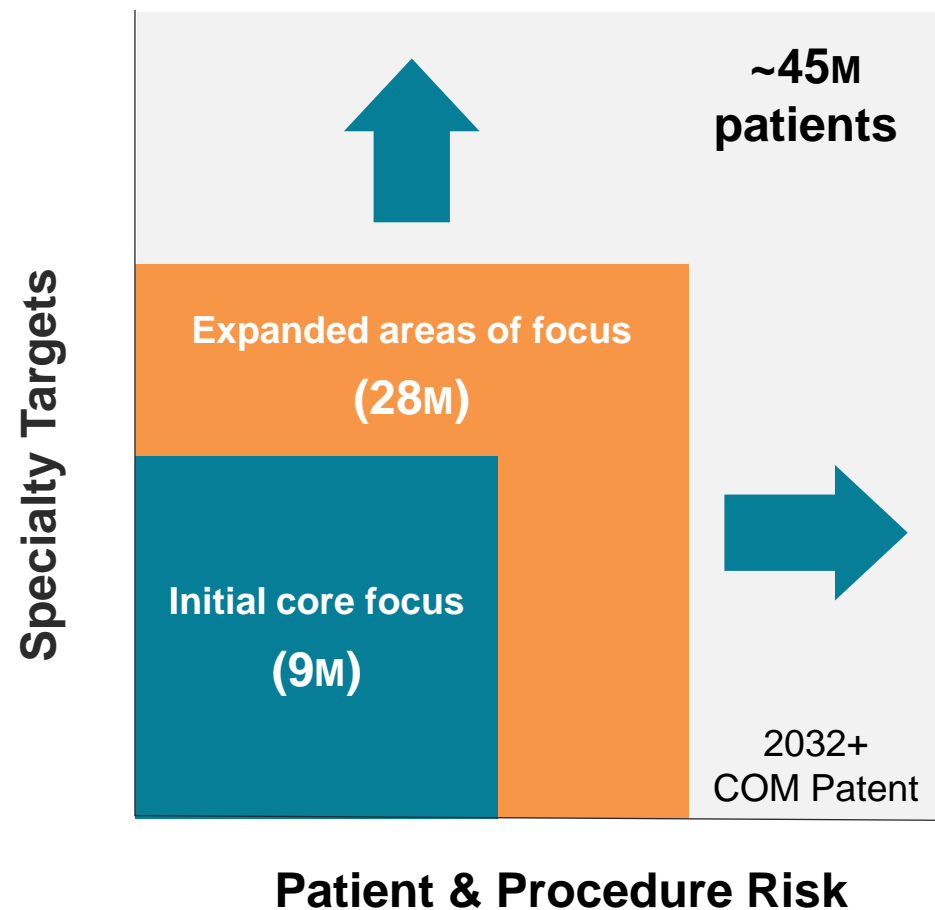 ~45M
patients
Specialty Targets
Expanded areas of focus
(28M)
Initial core focus
(9M)
2032+
COM Patent
Patient & Procedure Risk